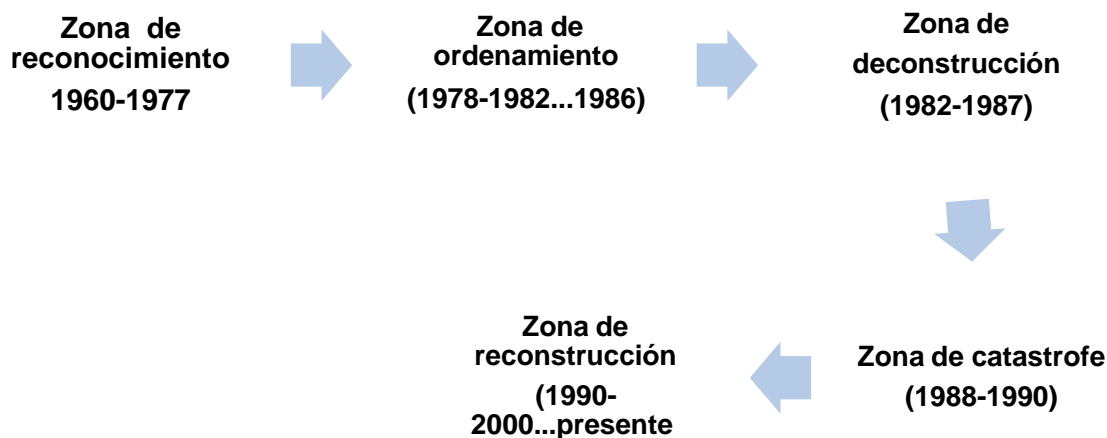 Zona de
reconocimiento
1960-1977
Zona de
ordenamiento
(1978-1982...1986)
Zona de
deconstrucción
(1982-1987)
Zona de catastrofe
(1988-1990)
Zona de
reconstrucción
(1990-
2000...presente